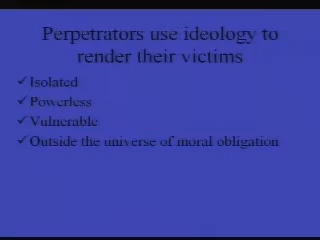 Perpetrators use ideology to
render their victims
✓ Isolated
✓ Powerless
✓ Vulnerable
✓ Outside the universe of moral obligation